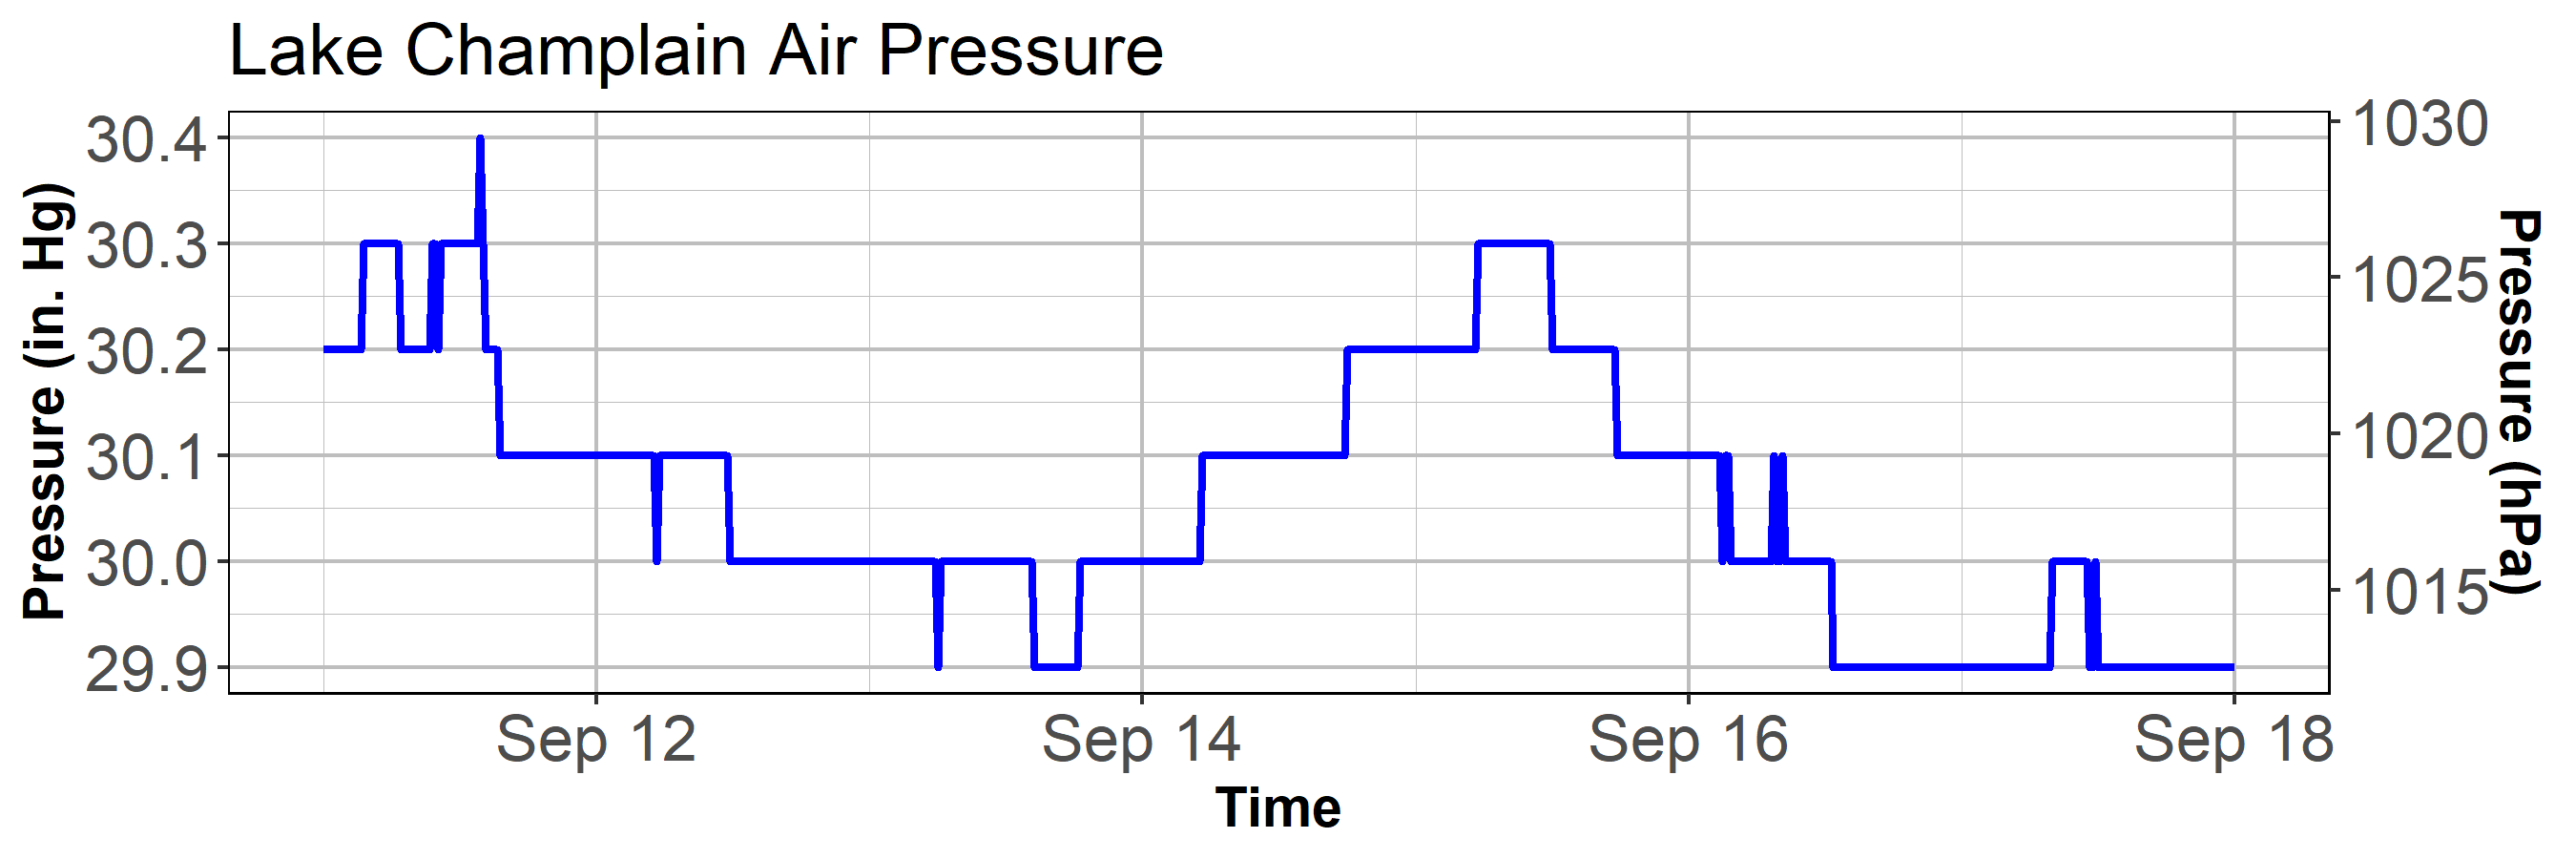 Lake Champlain Air Pressure
Pressure (in. Hg)
30.4
30.3
30.2
30.1
30.0
29.9
1030
1025
1020
1015
Pressure (hPa)
Sep 12 Sep 14 Sep 16 Sep 18
Time